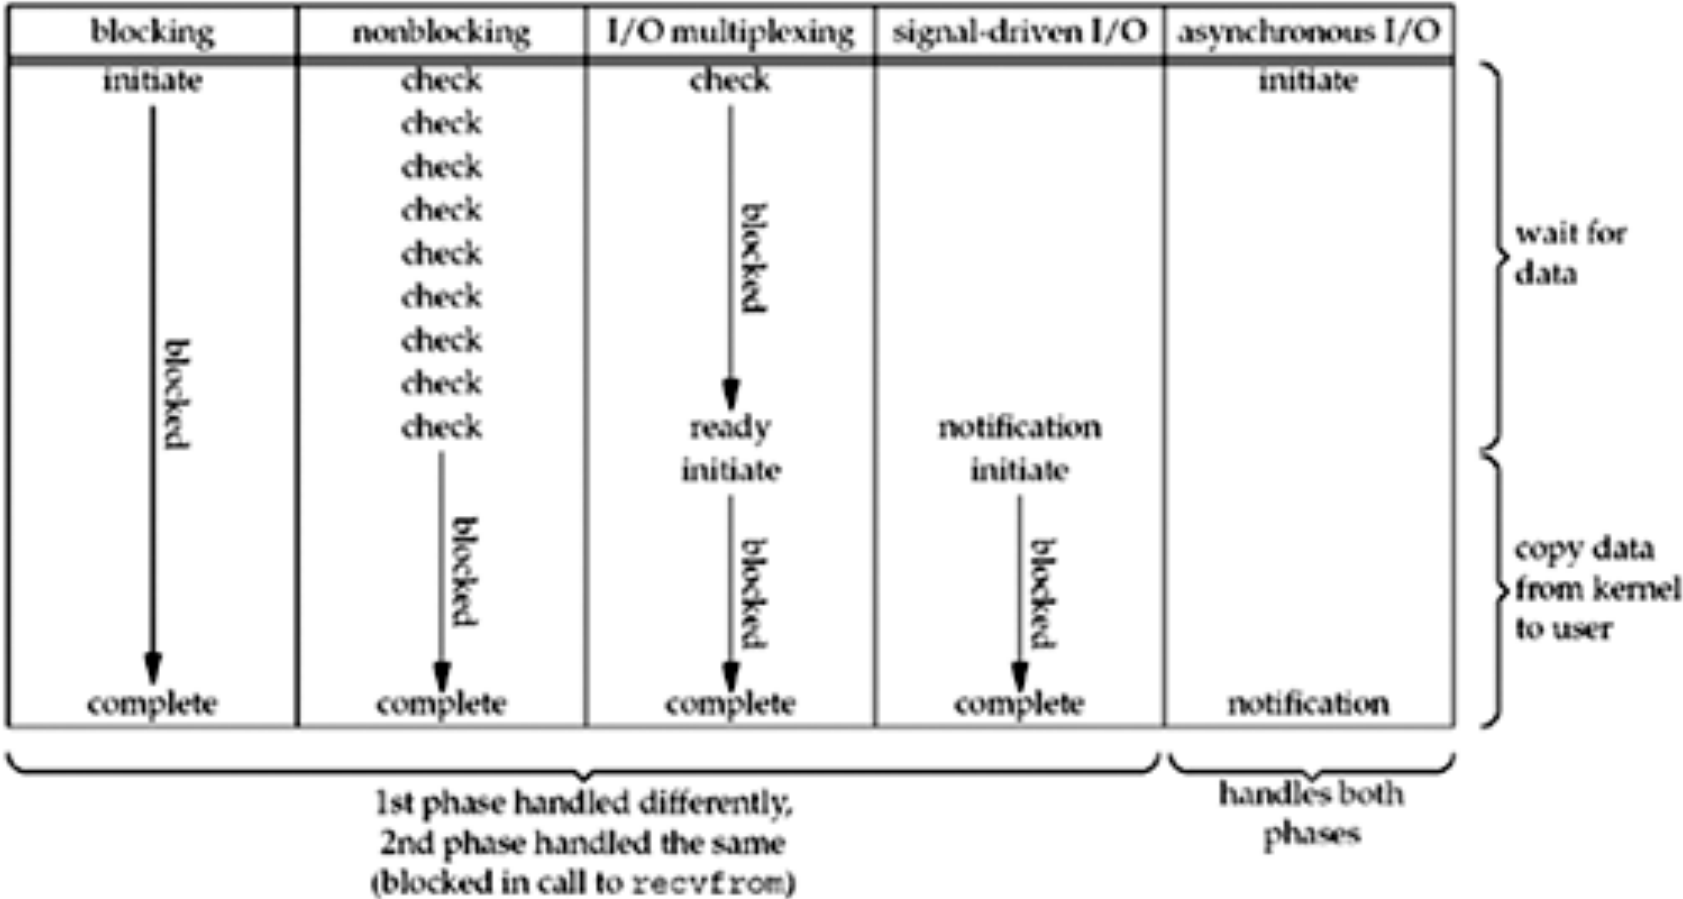 blocking nonblocking I/O multiplexing signal-driven I/O asynchronous I/O
initiate check check initiate
check
check
check
check
check
check
check
check ready notification
initiate initiate
blocked
blocked
blocked
blocked
blocked
complete complete complete complete notification
wait for
data
copy data
from kernel
to user
1st phase handled differently,
2nd phase handled the same
(blocked in call to recvfrom)
handles both
phases